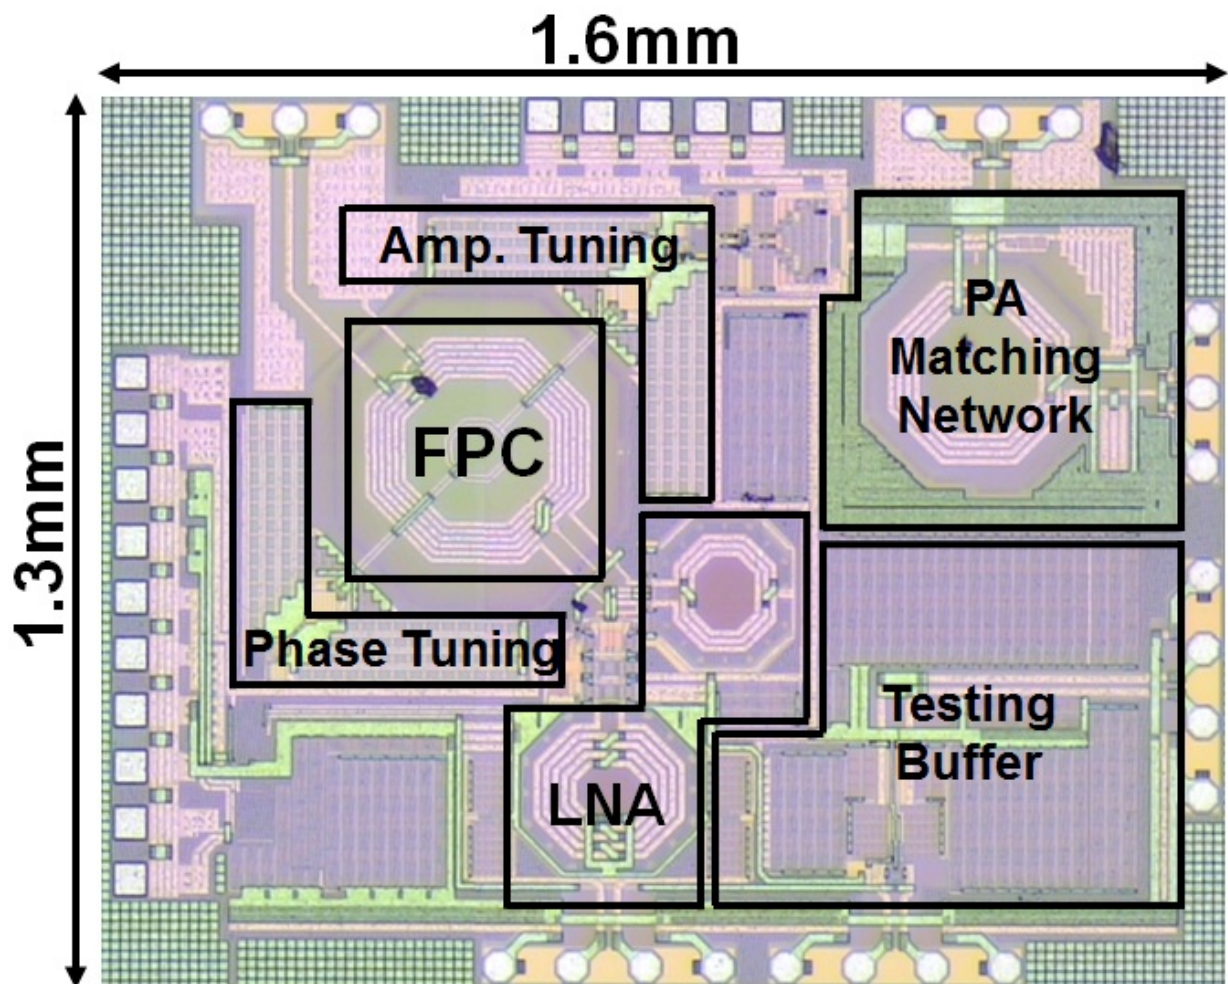 1.6mm
1.3mm
Amp. Tuning
PA
Matching
Network
FPC
Phase Tuning
Testing
Buffer
LNA